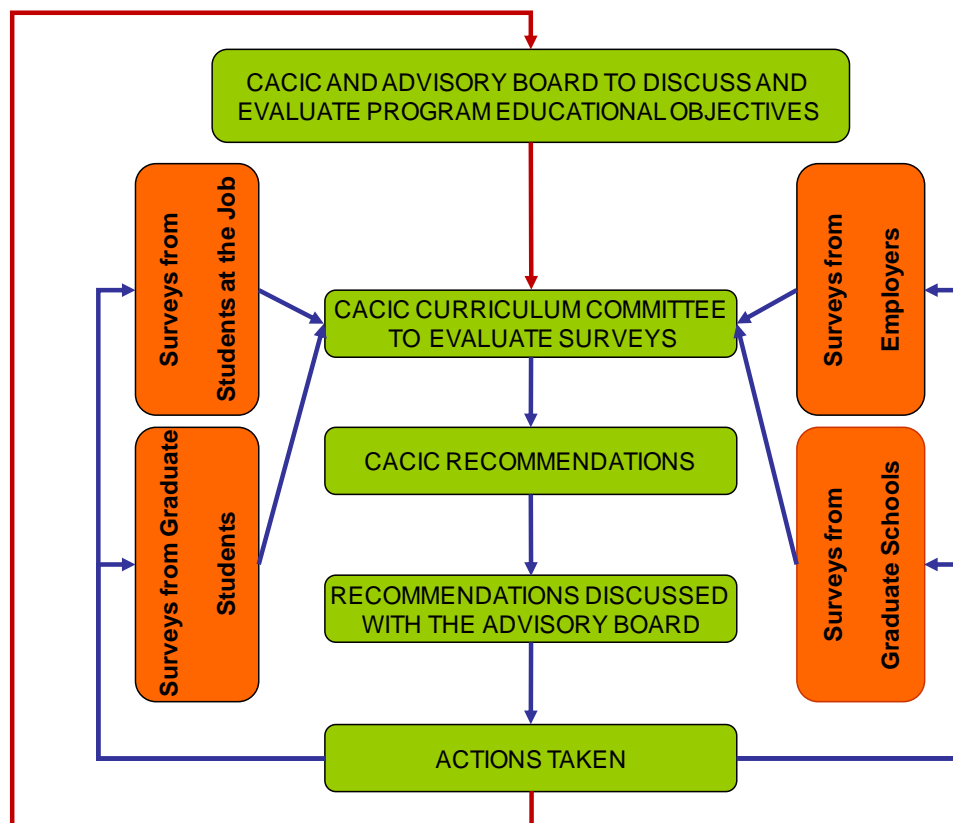 CACIC AND ADVISORY BOARD TO DISCUSS AND
EVALUATE PROGRAM EDUCATIONAL OBJECTIVES
Surveys from
Students at the Job
Surveys from
Employers
CACIC CURRICULUM COMMITTEE
TO EVALUATE SURVEYS
CACIC RECOMMENDATIONS
Surveys from Graduate
Students
Surveys from
Graduate Schools
RECOMMENDATIONS DISCUSSED
WITH THE ADVISORY BOARD
ACTIONS TAKEN